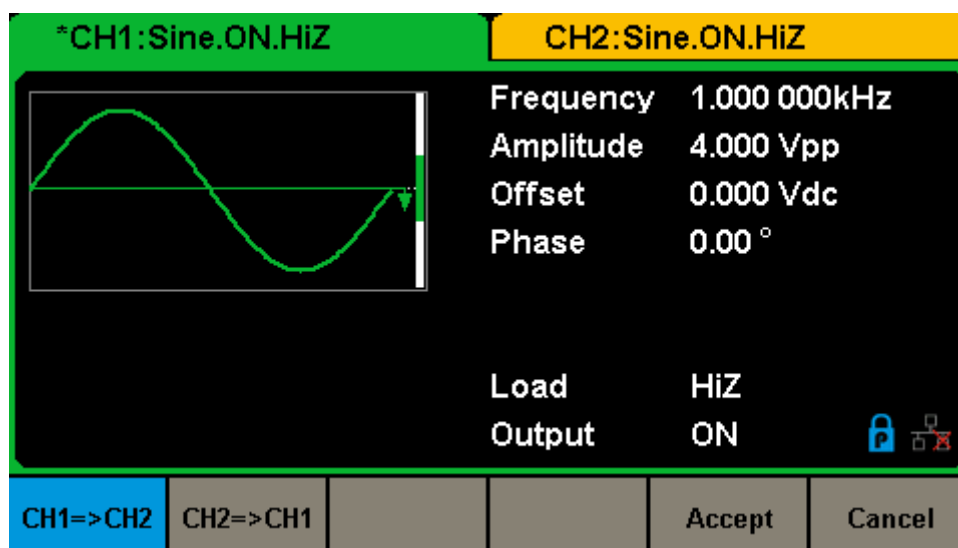 *CH1:Sine.ON.HiZ CH2:Sine.ON.HiZ
Frequency 1.000 000kHz
Amplitude 4.000 Vpp
Offset 0.000 Vdc
Phase 0.00 °
Load HiZ
Output ON P
CH1=>CH2 CH2=>CH1 Accept Cancel